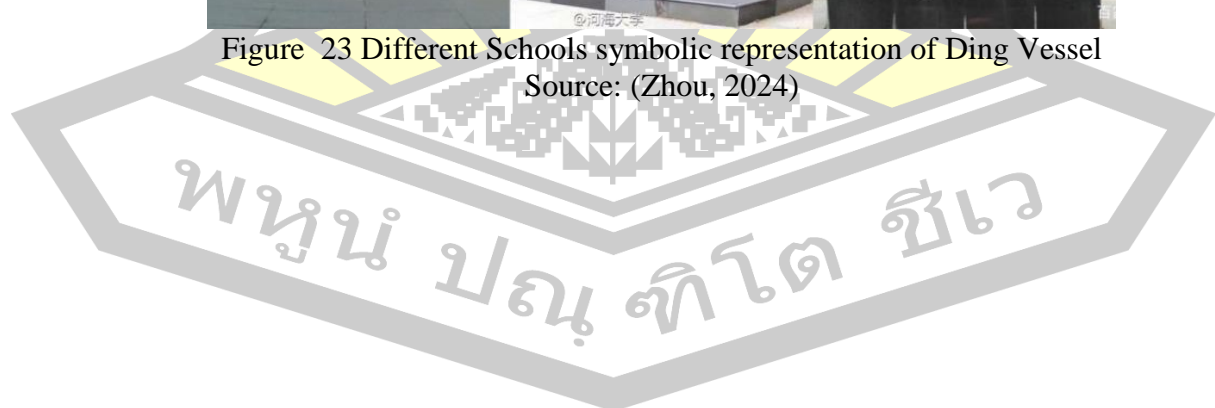 @河海大学
Figure 23 Different Schools symbolic representation of Ding Vessel
Source: (Zhou, 2024)
พหูนํ ปณฺฑิโต ชีเว